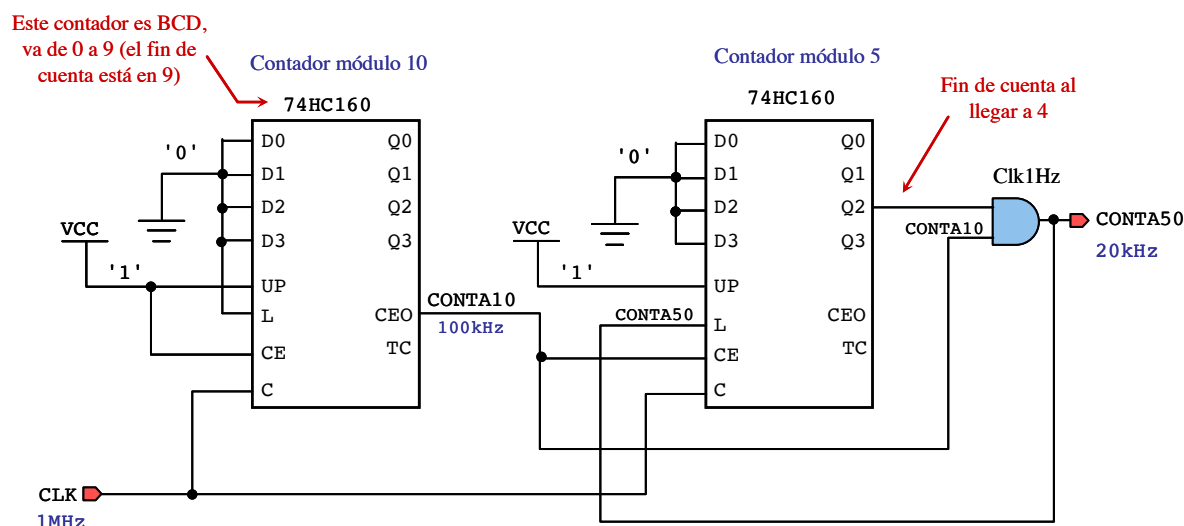 Este contador es BCD,
va de 0 a 9 (el fin de
cuenta está en 9)
Contador módulo 10
74HC160
'0'
D0
D1
D2
D3
VCC
'1'
UP
L
CE
C
Q0
Q1
Q2
Q3
CEO
TC
CONTA10
100kHz
Contador módulo 5
74HC160
'0'
D0
D1
D2
D3
VCC
'1'
UP
CONTA50
L
CE
C
Q0
Q1
Q2
Q3
CEO
TC
Fin de cuenta al
llegar a 4
Clk1Hz
CONTA10
CONTA50
20kHz
CLK
1MHz